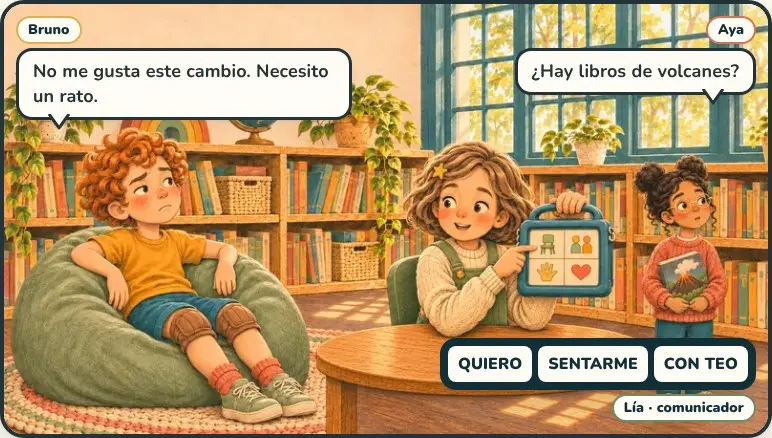 Bruno
No me gusta este cambio. Necesito
un rato.
Aya
¿Hay libros de volcanes?
QUIERO SENTARME CON TEO
Lía · comunicador